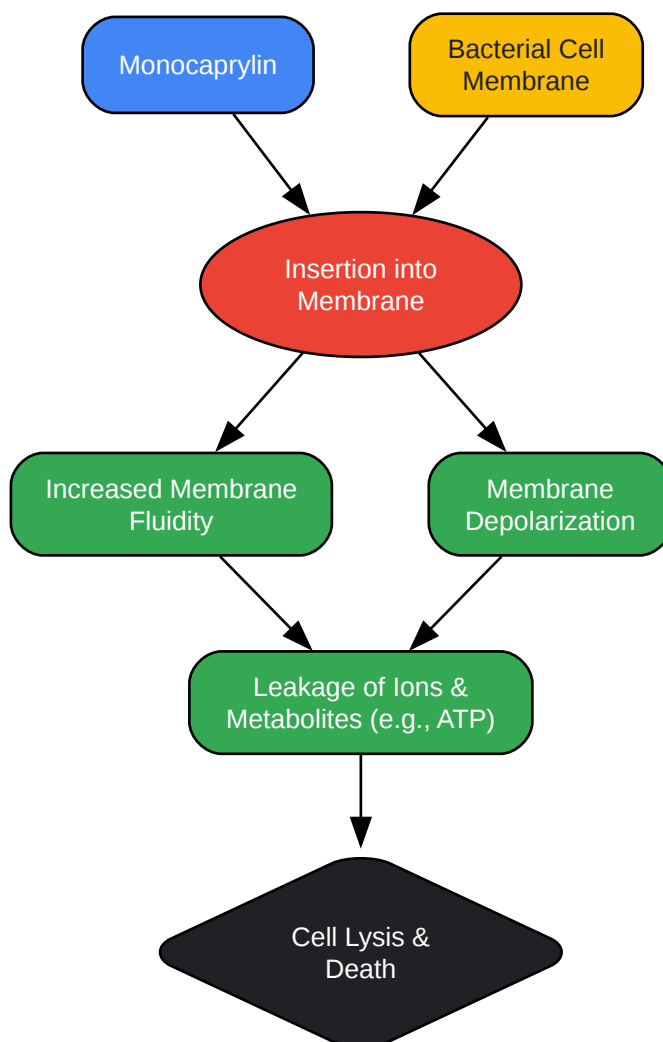 Monocaprylin
Bacterial Cell
Membrane
Insertion into
Membrane
Increased Membrane
Fluidity
Membrane
Depolarization
Leakage of Ions &
Metabolites (e.g., ATP)
Cell Lysis &
Death